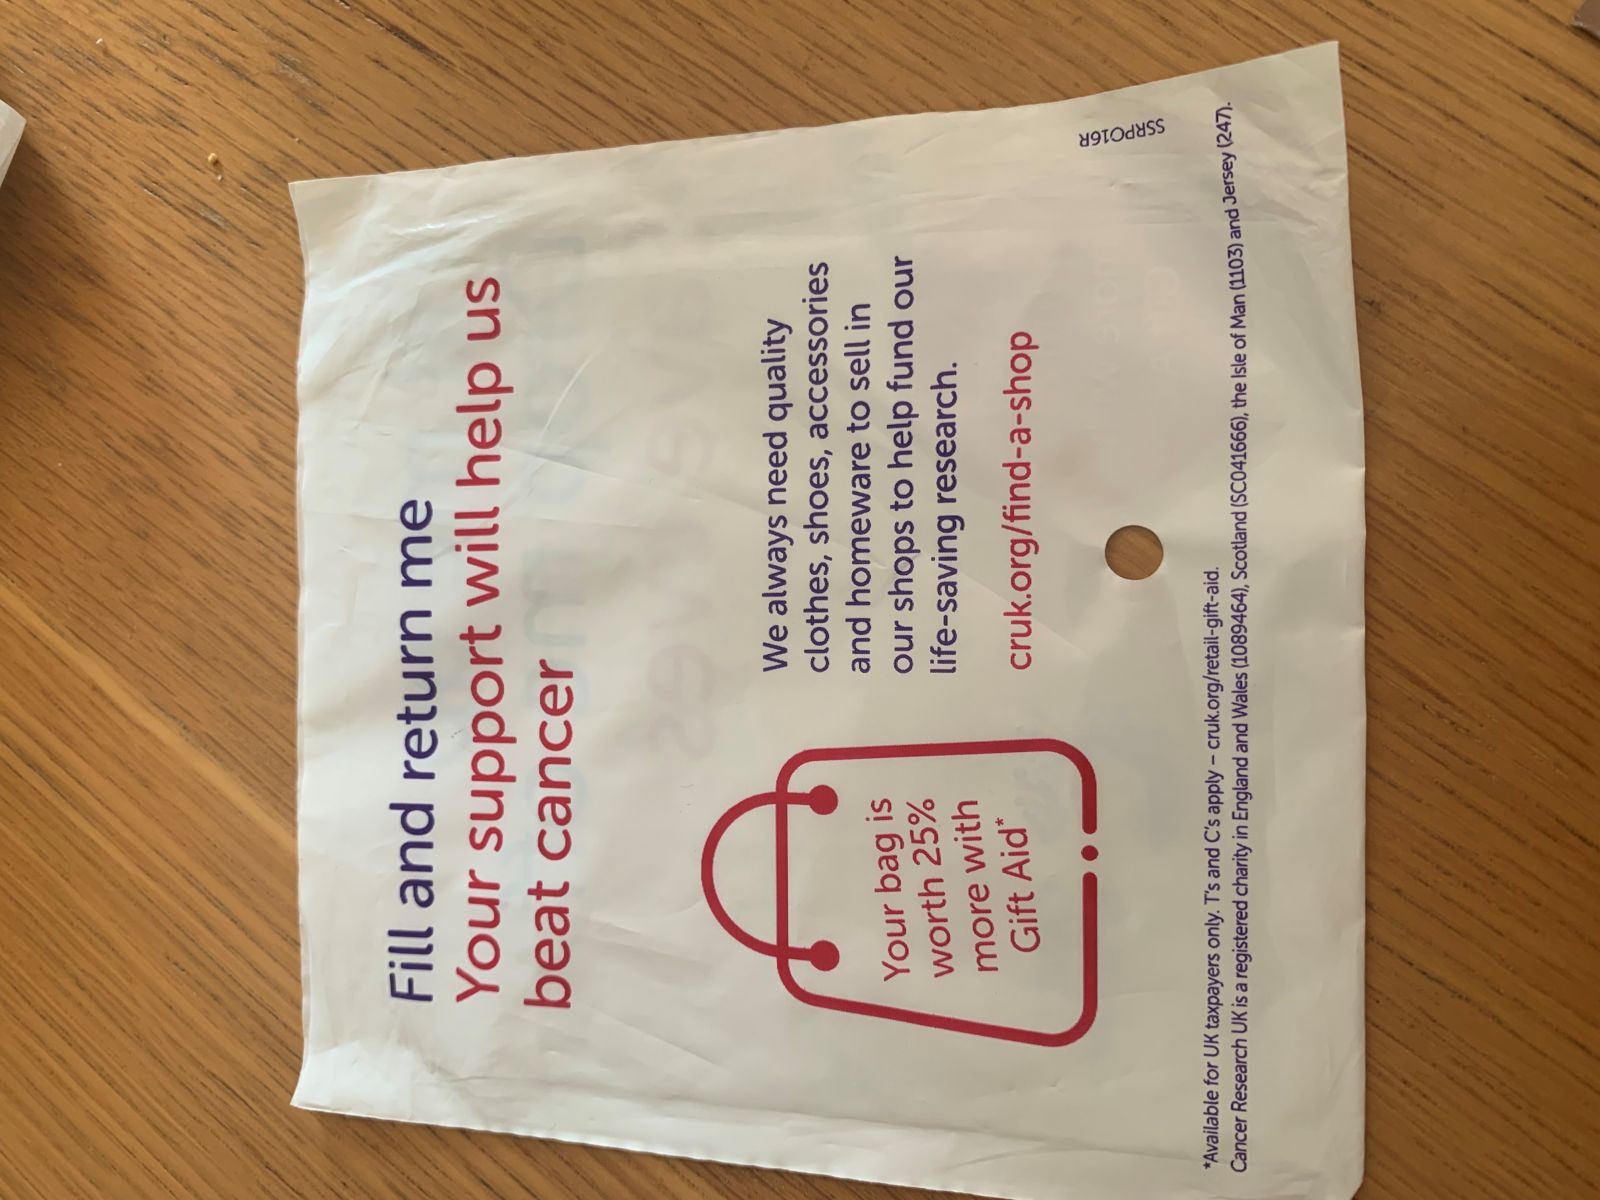 Fill and return me
Your support will help us
beat cancer
We always need quality
clothes, shoes, accessories
and homeware to sell in
our shops to help fund our
life-saving research.
cruk.org/find-a-shop
Your bag is
worth 25%
more with
Gift Aid*
SSRPO16R
*Available for UK taxpayers only. T's and C's apply – cruk.org/retail-gift-aid.
Cancer Research UK is a registered charity in England and Wales (1089464), Scotland (SC041666), the Isle of Man (1103) and Jersey (247).